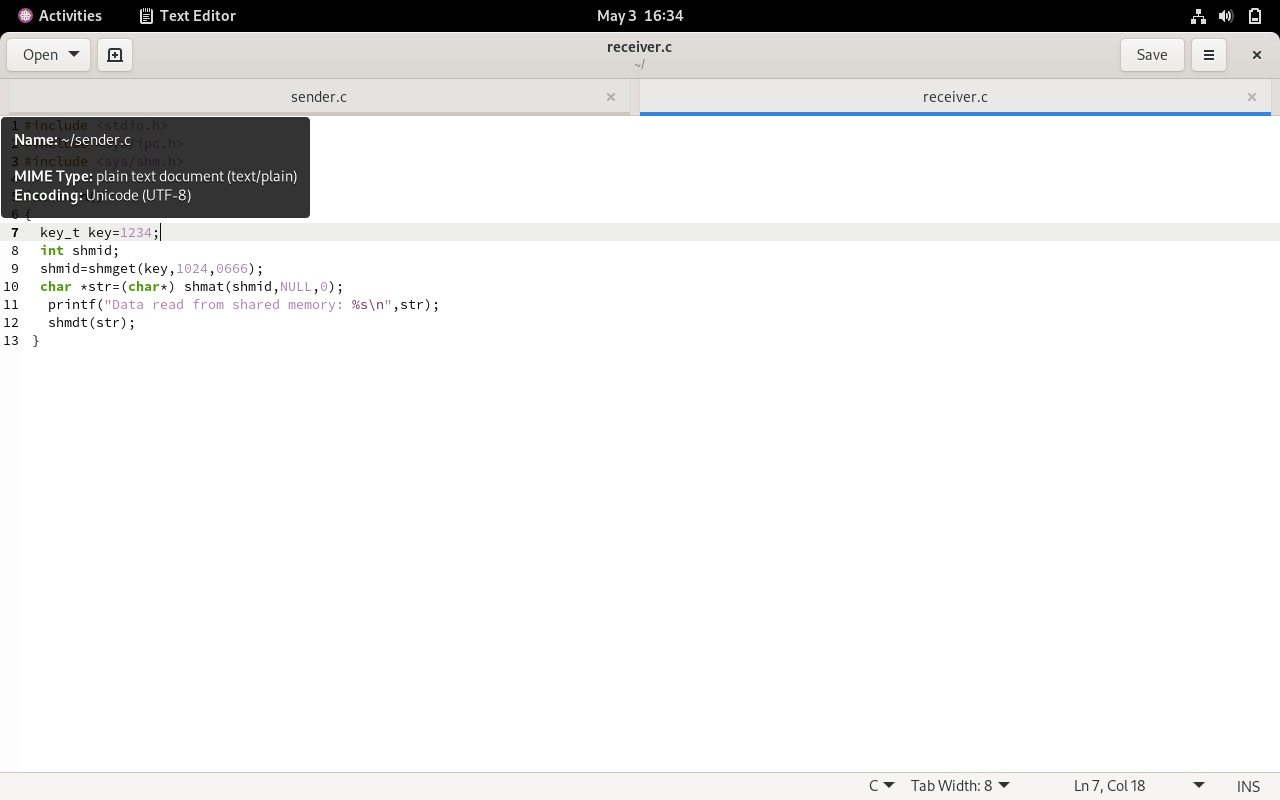 Activities Text Editor May 3 16:34
Open receiver.c Save
~/
sender.c receiver.c
1 #include <stdio.h>
Name: ~/sender.c
3 #include <sys/shm.h>
MIME Type: plain text document (text/plain)
Encoding: Unicode (UTF-8)
6 {
7 key_t key=1234;
8 int shmid;
9 shmid=shmget(key,1024,0666);
10 char *str=(char*) shmat(shmid,NULL,0);
11 printf("Data read from shared memory: %s\n",str);
12 shmdt(str);
13 }
C Tab Width: 8 Ln 7, Col 18 INS